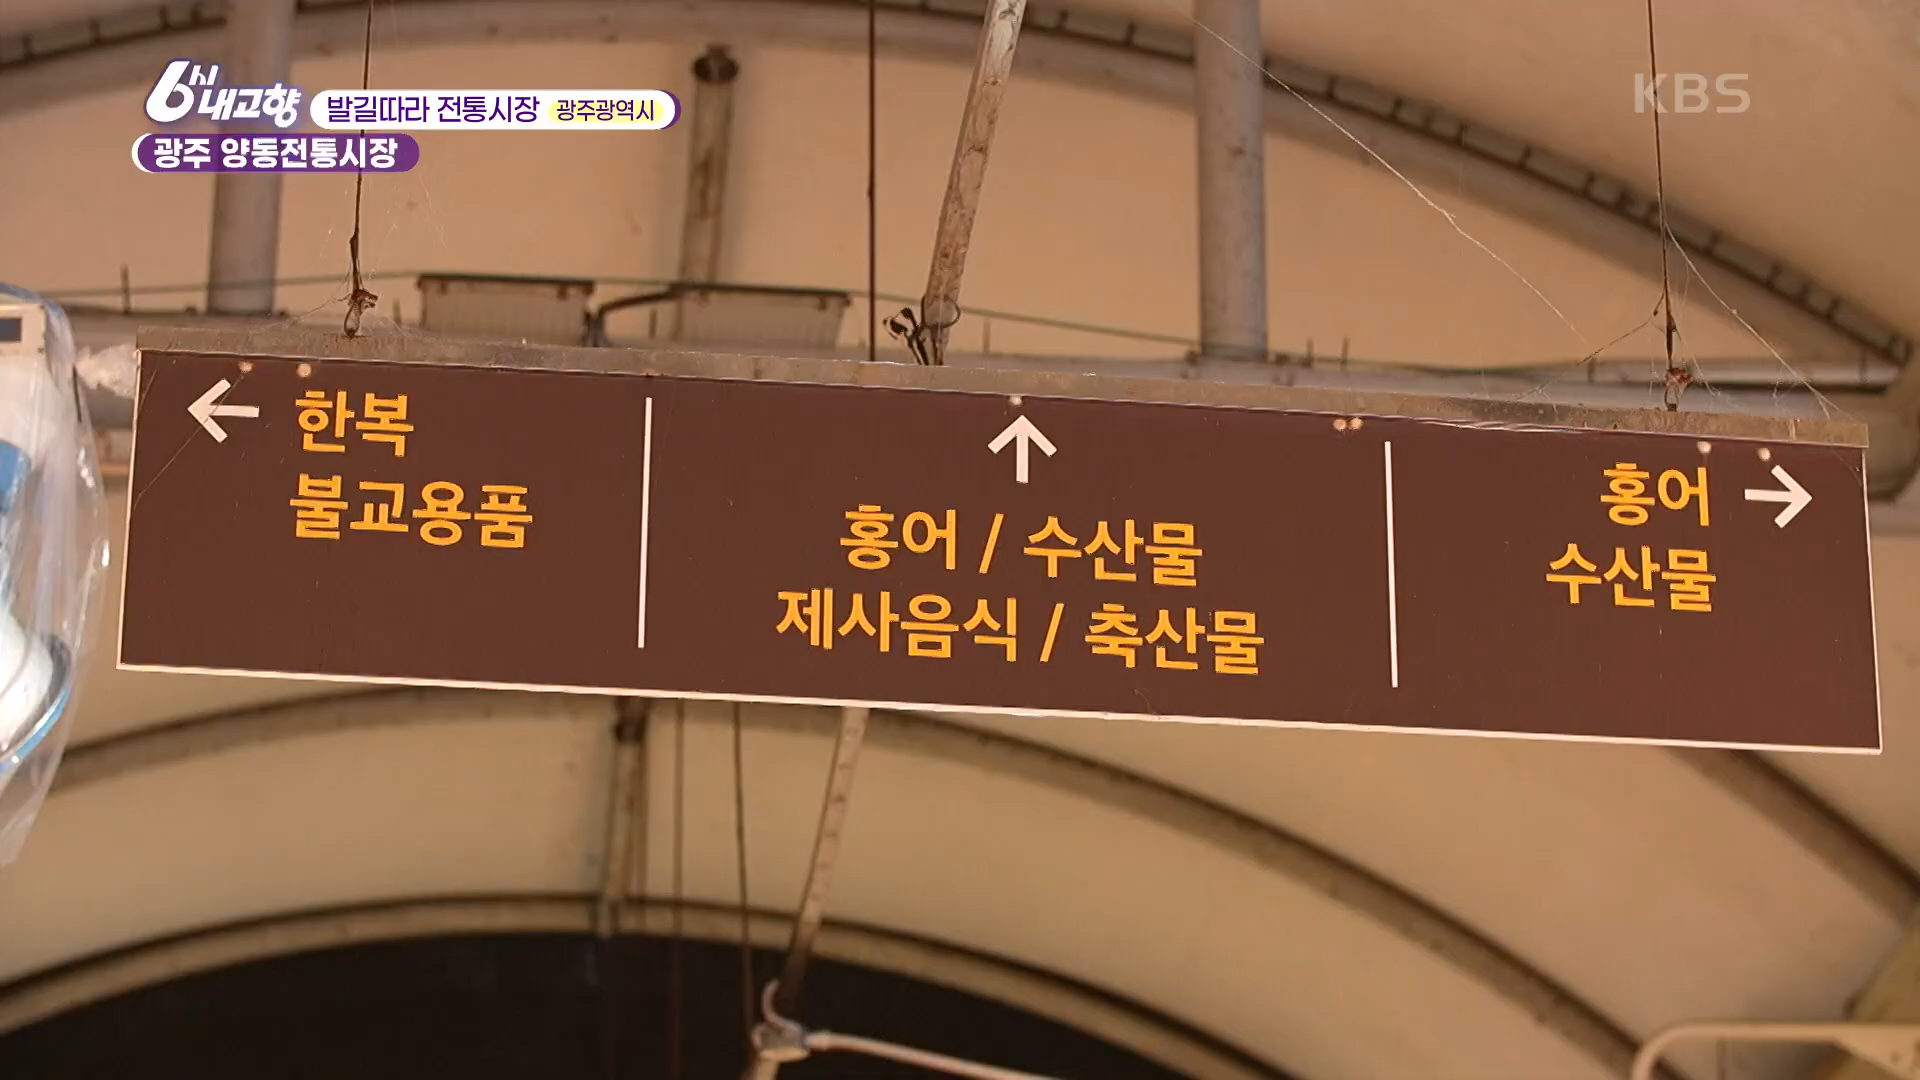 6시 내고향 발길따라 전통시장 광주광역시
광주 양동전통시장
KBS
← 한복
불교용품
↑
홍어 / 수산물
제사음식 / 축산물
홍어 →
수산물